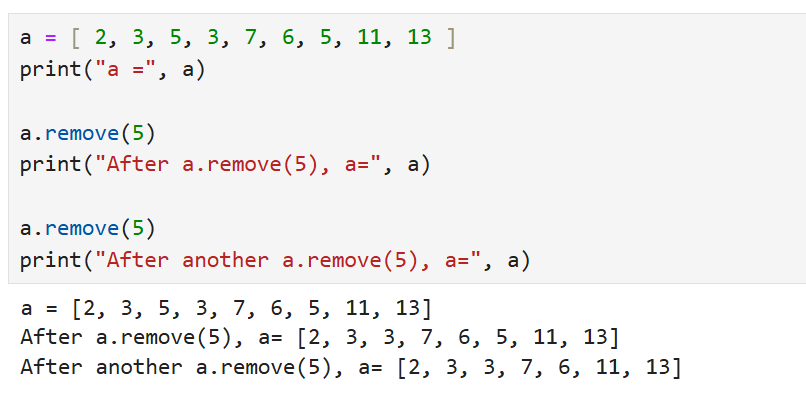 a = [ 2, 3, 5, 3, 7, 6, 5, 11, 13 ]
print("a =", a)
a.remove(5)
print("After a.remove(5), a=", a)
a.remove(5)
print("After another a.remove(5), a=", a)
a = [2, 3, 5, 3, 7, 6, 5, 11, 13]
After a.remove(5), a= [2, 3, 3, 7, 6, 5, 11, 13]
After another a.remove(5), a= [2, 3, 3, 7, 6, 11, 13]